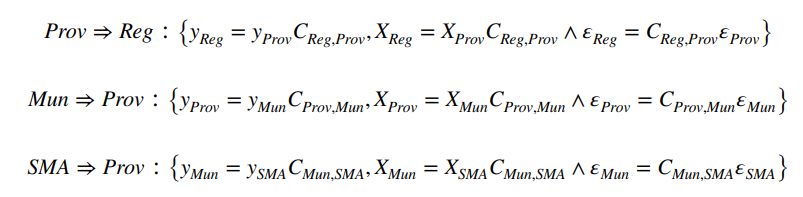 Prov ⇒ Reg : {y_Reg = y_Prov C_Reg,Prov, X_Reg = X_Prov C_Reg,Prov ∧ ε_Reg = C_Reg,Prov ε_Prov}
Mun ⇒ Prov : {y_Prov = y_Mun C_Prov,Mun, X_Prov = X_Mun C_Prov,Mun ∧ ε_Prov = C_Prov,Mun ε_Mun}
SMA ⇒ Prov : {y_Mun = y_SMA C_Mun,SMA, X_Mun = X_SMA C_Mun,SMA ∧ ε_Mun = C_Mun,SMA ε_SMA}